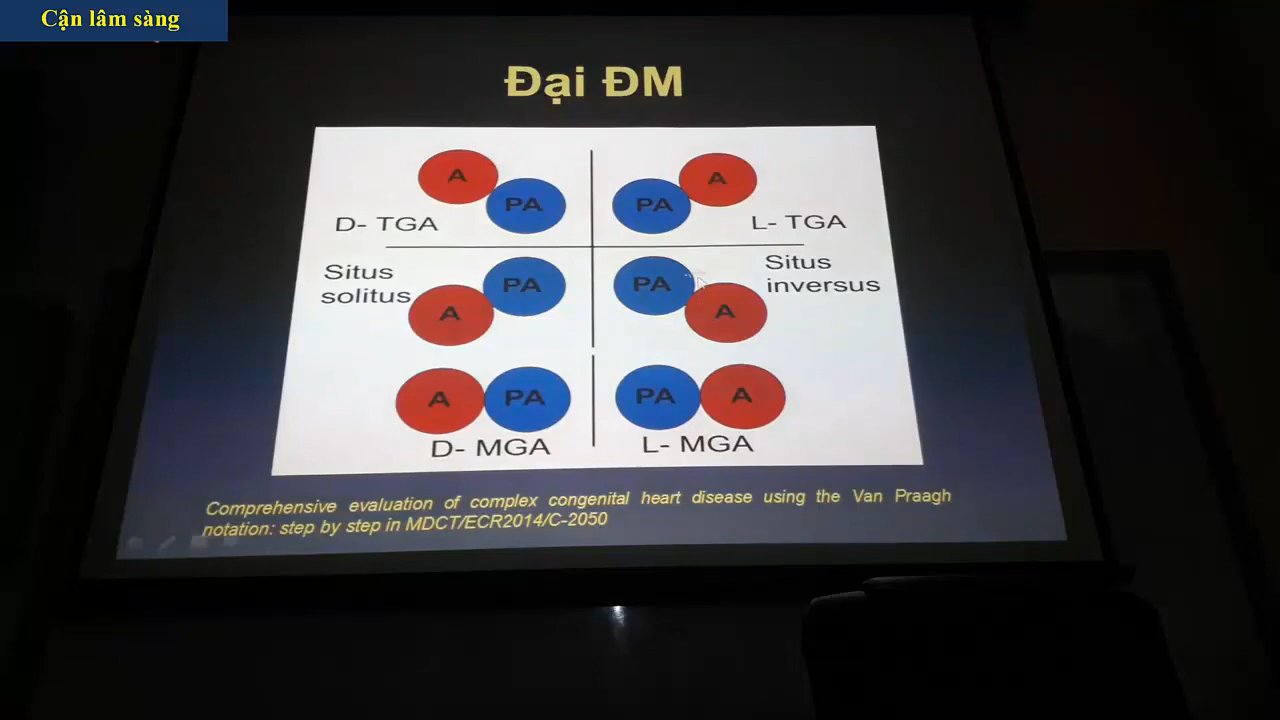 Cận lâm sàng
Đại ĐM
A
PA
D- TGA
PA
A
L- TGA
Situs
solitus
PA
A
PA
A
Situs
inversus
A
PA
D- MGA
PA
A
L- MGA
Comprehensive evaluation of complex congenital heart disease using the Van Praagh
notation: step by step in MDCT/ECR2014/C-2050